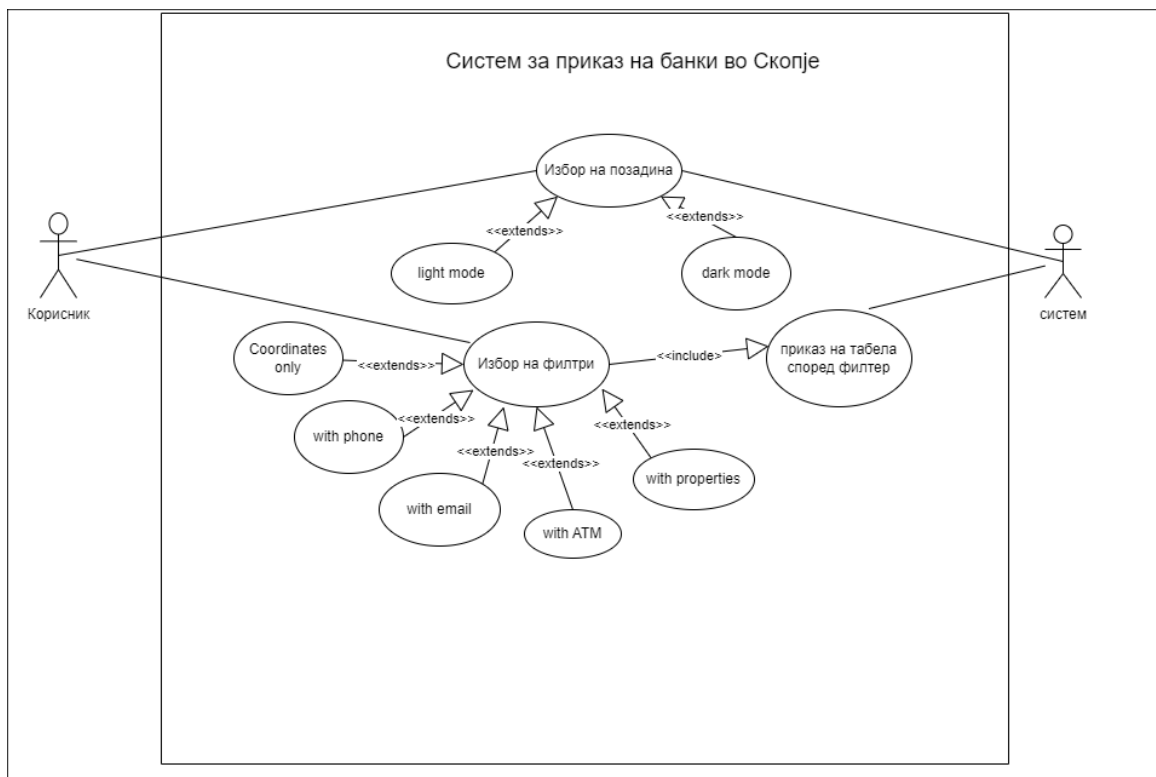 Систем за приказ на банки во Скопје
Избор на позадина
<<extends>>
<<extends>>
light mode
dark mode
Корисник
систем
Coordinates
only
<<extends>>
Избор на филтри
<<include>
приказ на табела
според филтер
with phone
<<extends>>
<<extends>>
<<extends>>
<<extends>>
with email
with ATM
with properties